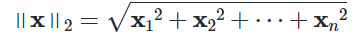 ||x||₂ = √(x₁² + x₂² + ⋯ + xₙ²)